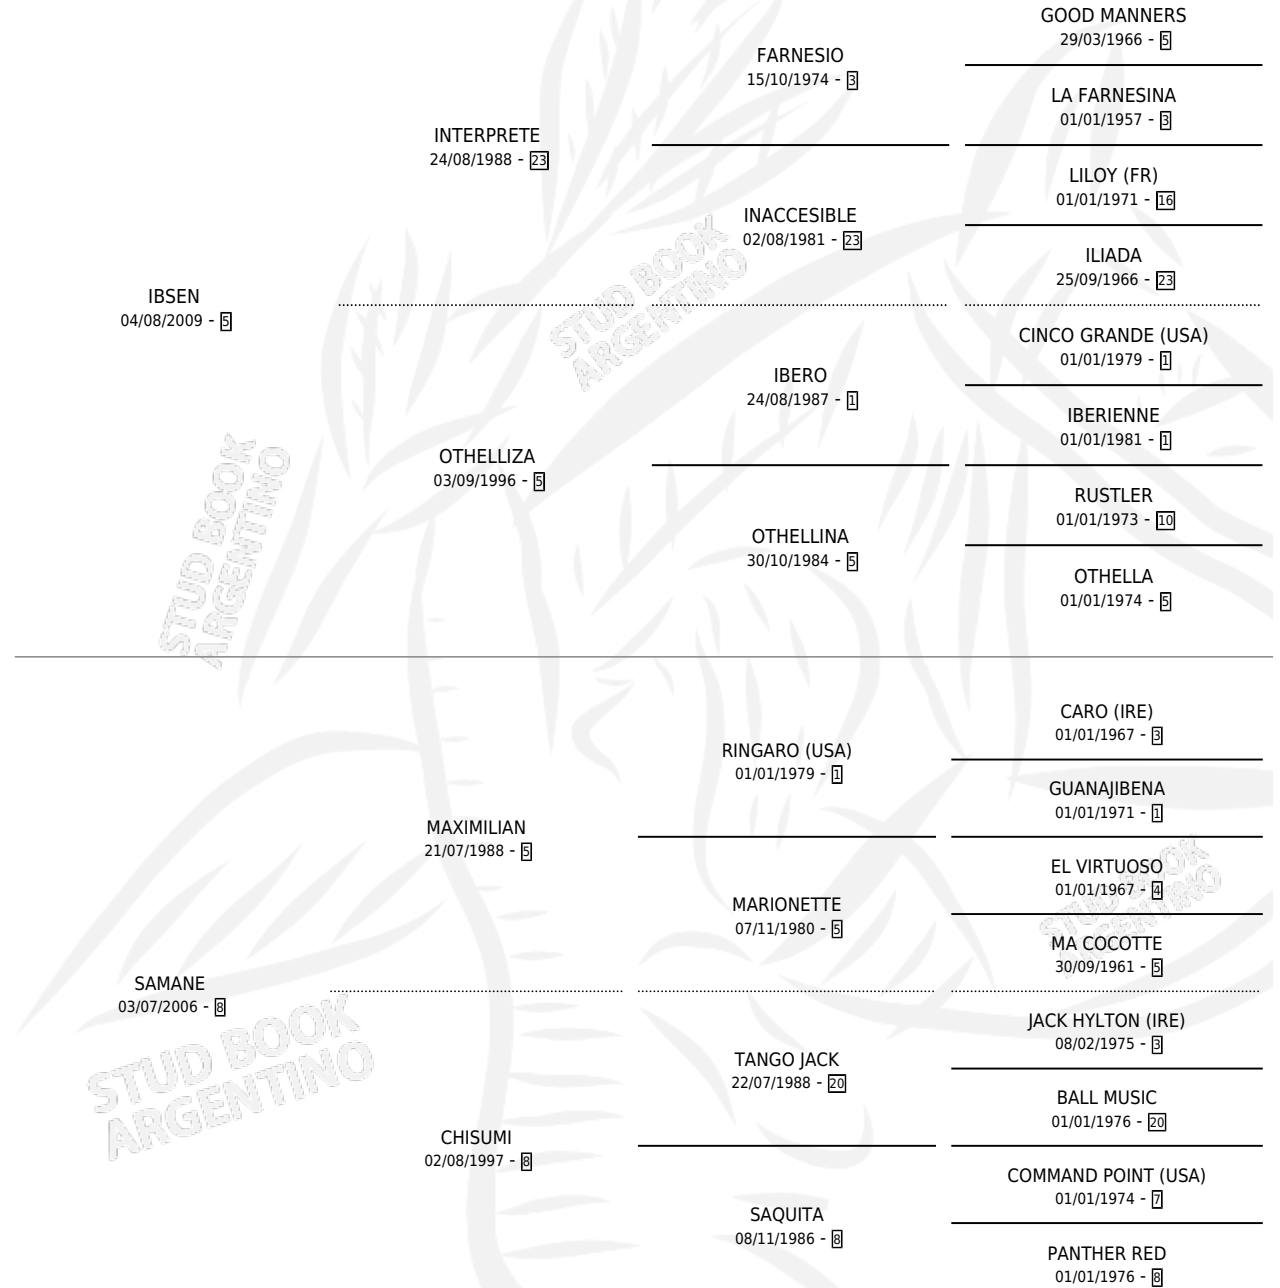 GOOD MANNERS
29/03/1966 - 5
FARNESIO
15/10/1974 - 3
LA FARNESINA
01/01/1957 - 3
INTERPRETE
24/08/1988 - 23
LILOY (FR)
01/01/1971 - 16
INACCESIBLE
02/08/1981 - 23
ILIADA
25/09/1966 - 23
IBSEN
04/08/2009 - 5
STUD BOOK
ARGENTINO
CINCO GRANDE (USA)
01/01/1979 - 1
IBERO
24/08/1987 - 1
IBERIENNE
01/01/1981 - 1
OTHELLIZA
03/09/1996 - 5
RUSTLER
01/01/1973 - 10
OTHELLINA
30/10/1984 - 5
OTHELLA
01/01/1974 - 5
STUD BOOK
ARGENTINO
CARO (IRE)
01/01/1967 - 3
RINGARO (USA)
01/01/1979 - 1
GUANAJIBENA
01/01/1971 - 1
MAXIMILIAN
21/07/1988 - 5
EL VIRTUOSO
01/01/1967 - 4
MARIONETTE
07/11/1980 - 5
STUD BOOK
ARGENTINO
MA COCOTTE
30/09/1961 - 5
SAMANE
03/07/2006 - 8
JACK HYLTON (IRE)
08/02/1975 - 3
TANGO JACK
22/07/1988 - 20
STUD BOOK
ARGENTINO
BALL MUSIC
01/01/1976 - 20
CHISUMI
02/08/1997 - 8
COMMAND POINT (USA)
01/01/1974 - 7
SAQUITA
08/11/1986 - 8
PANTHER RED
01/01/1976 - 8